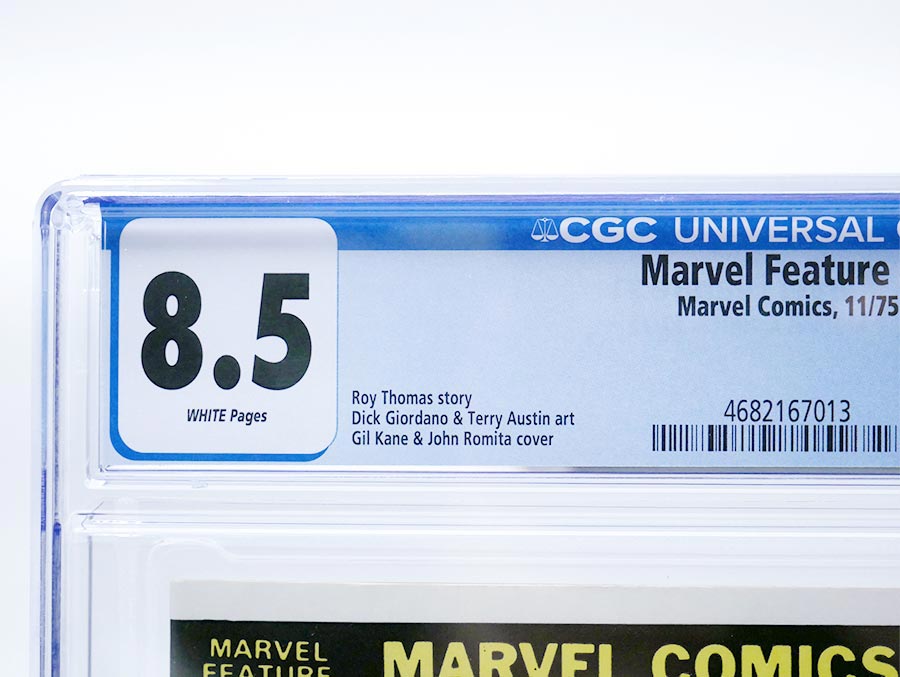 CGC UNIVERSAL
8.5
WHITE Pages
Marvel Feature
Marvel Comics, 11/75
Roy Thomas story
Dick Giordano & Terry Austin art
Gil Kane & John Romita cover
4682167013
MARVEL
FEATURE
MARVEL COMICS